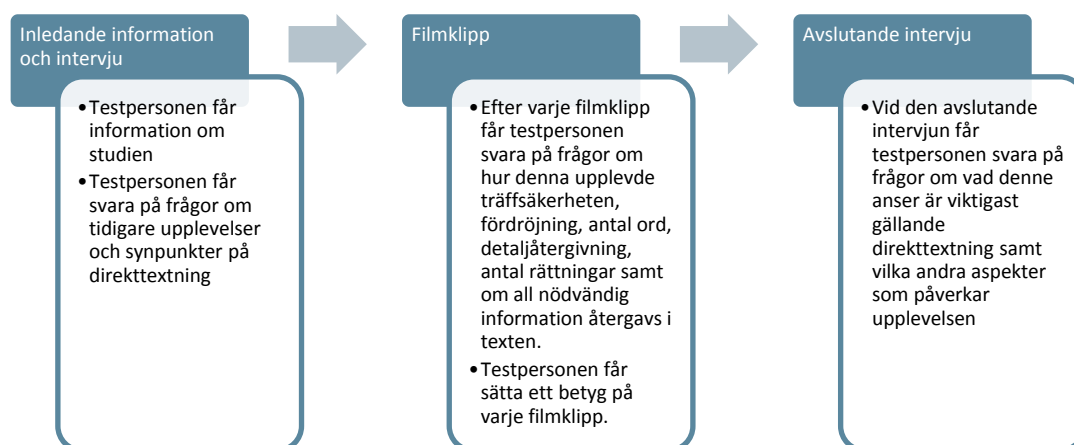 Inledande information
och intervju
•Testpersonen får
information om
studien
•Testpersonen får
svara på frågor om
tidigare upplevelser
och synpunkter på
direkttextning
Filmklipp
•Efter varje filmklipp
får testpersonen
svara på frågor om
hur denna upplevde
träffsäkerheten,
fördröjning, antal ord,
detaljåtergivning,
antal rättningar samt
om all nödvändig
information återgavs i
texten.
•Testpersonen får
sätta ett betyg på
varje filmklipp.
Avslutande intervju
•Vid den avslutande
intervjun får
testpersonen svara på
frågor om vad denne
anser är viktigast
gällande
direkttextning samt
vilka andra aspekter
som påverkar
upplevelsen